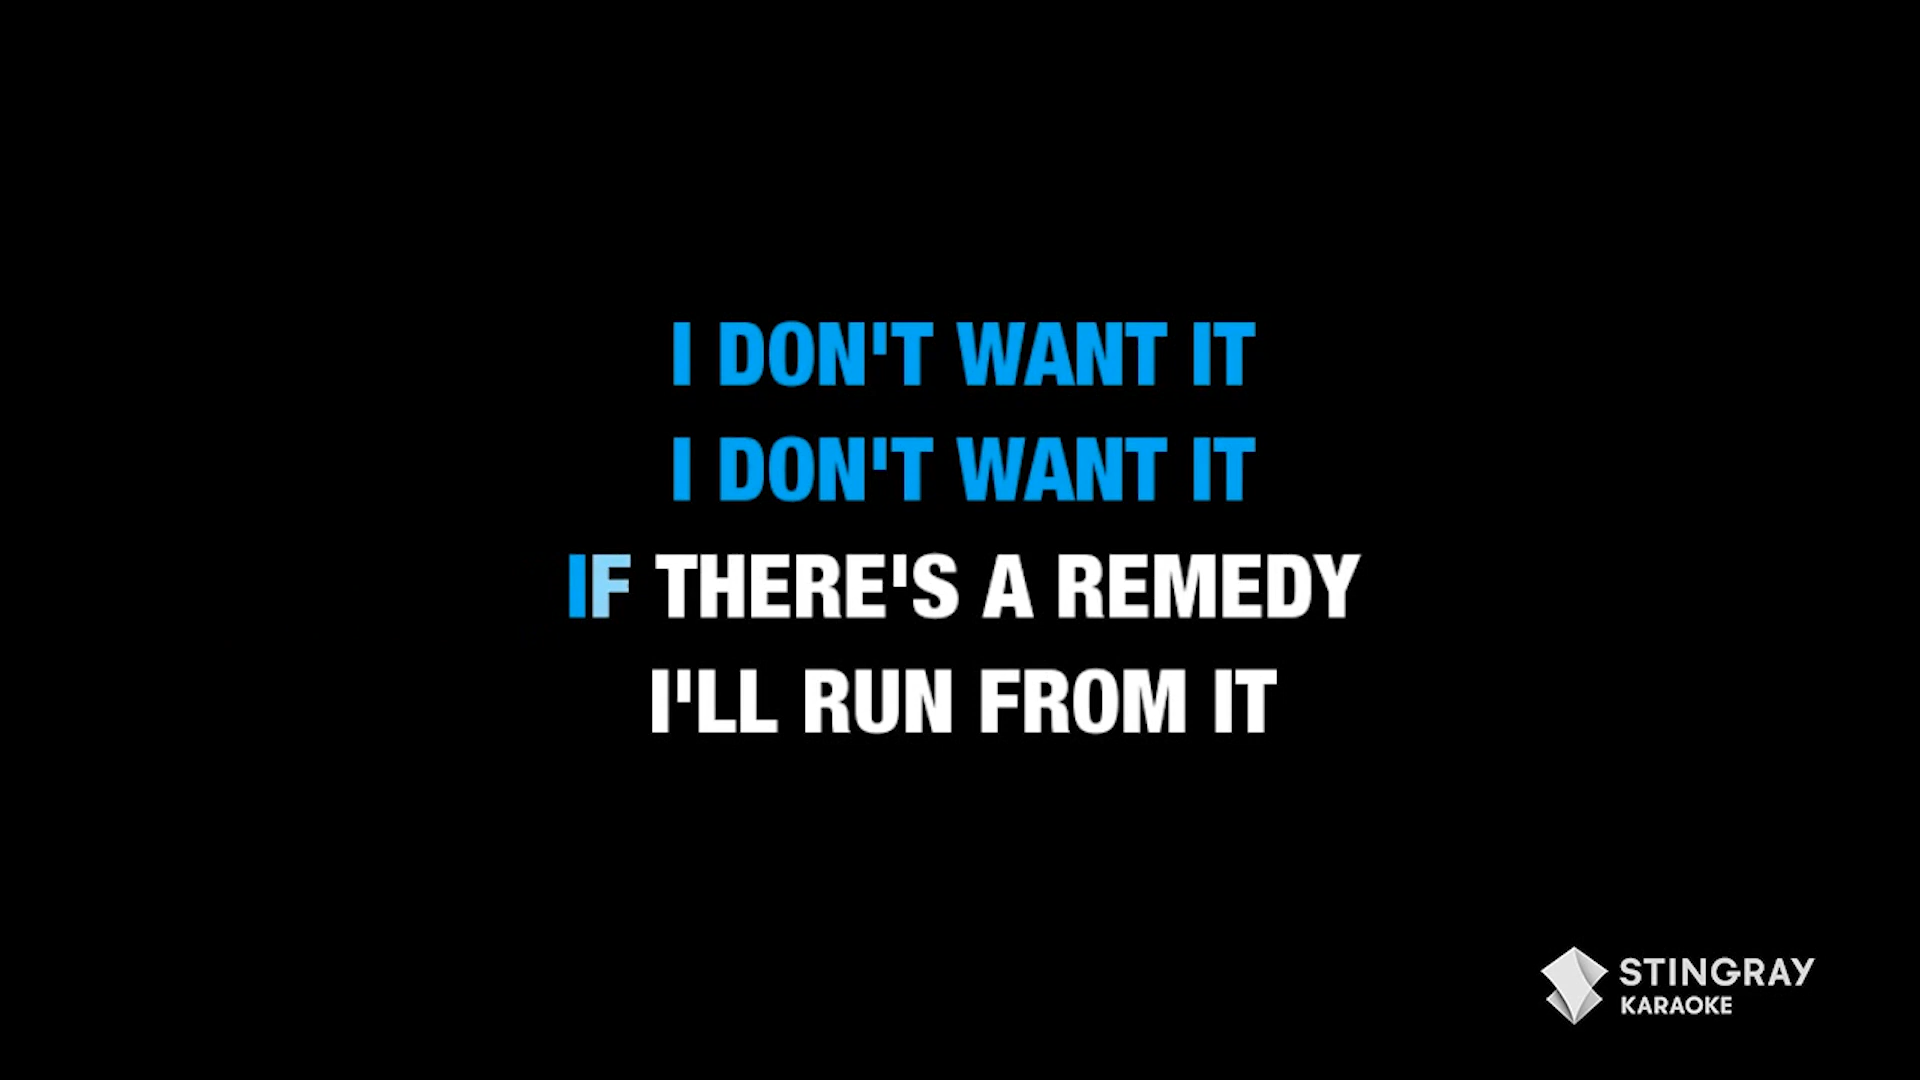 I DON'T WANT IT
I DON'T WANT IT
IF THERE'S A REMEDY
I'LL RUN FROM IT
STINGRAY
KARAOKE